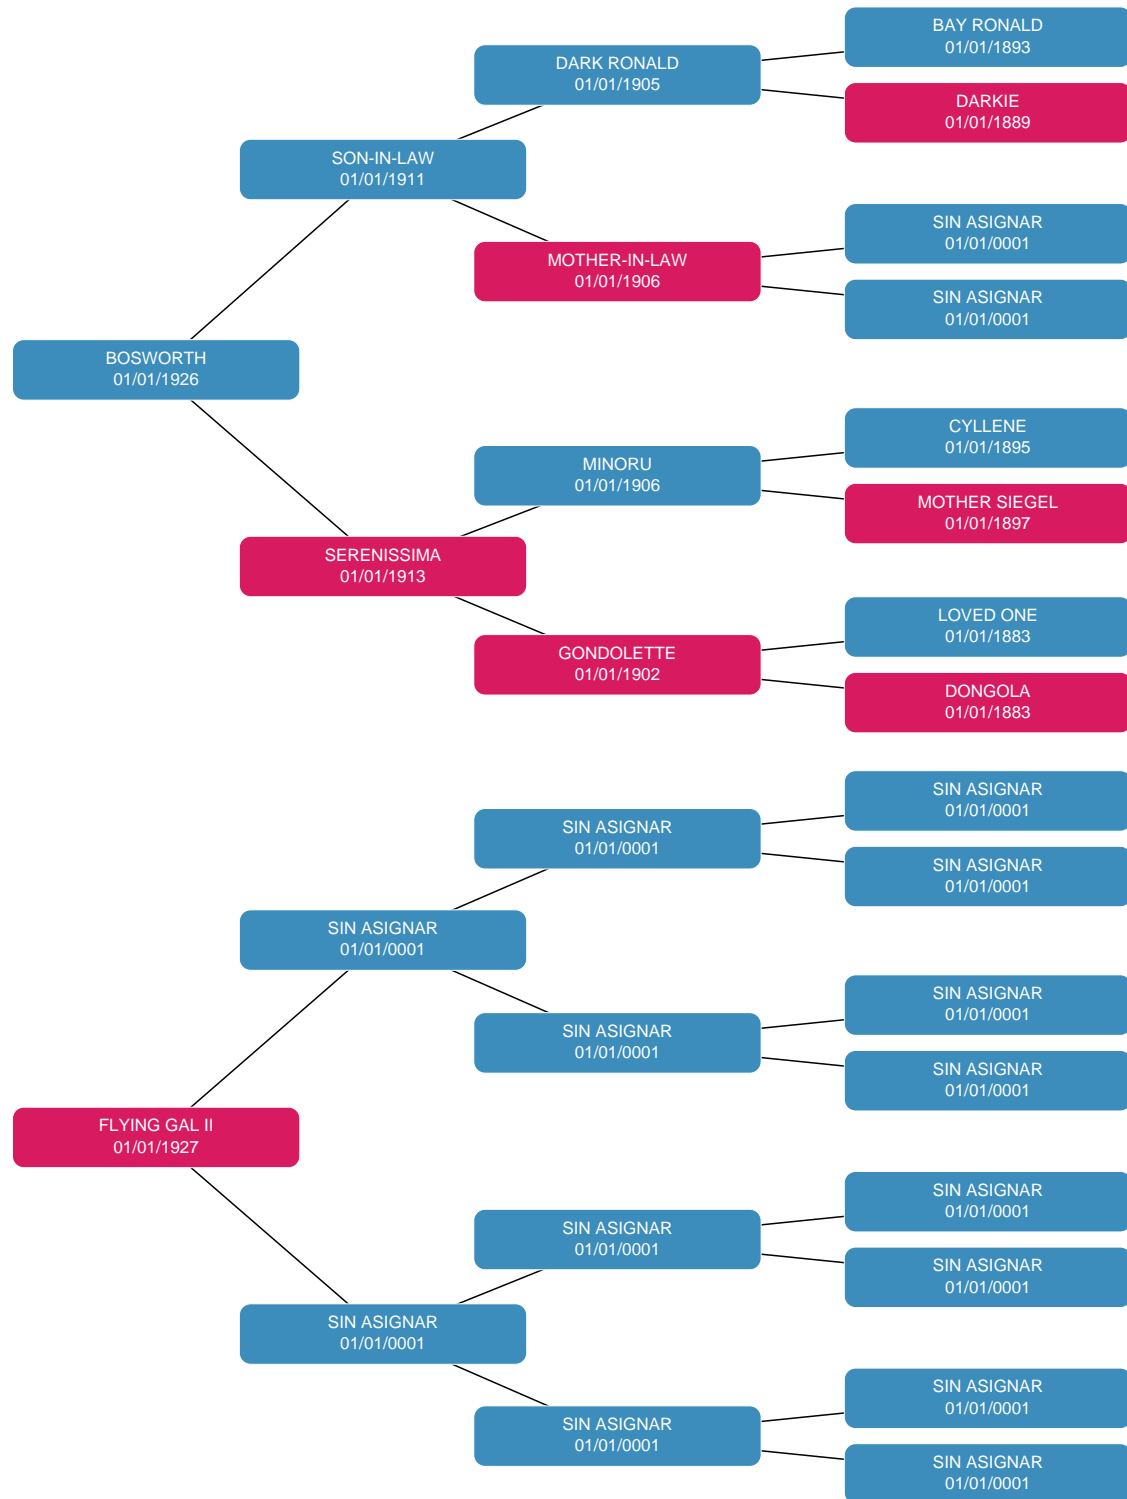 BAY RONALD
01/01/1893
DARK RONALD
01/01/1905
DARKIE
01/01/1889
SON-IN-LAW
01/01/1911
SIN ASIGNAR
01/01/0001
MOTHER-IN-LAW
01/01/1906
SIN ASIGNAR
01/01/0001
BOSWORTH
01/01/1926
CYLLENE
01/01/1895
MINORU
01/01/1906
MOTHER SIEGEL
01/01/1897
SERENISSIMA
01/01/1913
LOVED ONE
01/01/1883
GONDOLETTE
01/01/1902
DONGOLA
01/01/1883
SIN ASIGNAR
01/01/0001
SIN ASIGNAR
01/01/0001
SIN ASIGNAR
01/01/0001
SIN ASIGNAR
01/01/0001
SIN ASIGNAR
01/01/0001
SIN ASIGNAR
01/01/0001
SIN ASIGNAR
01/01/0001
FLYING GAL II
01/01/1927
SIN ASIGNAR
01/01/0001
SIN ASIGNAR
01/01/0001
SIN ASIGNAR
01/01/0001
SIN ASIGNAR
01/01/0001
SIN ASIGNAR
01/01/0001
SIN ASIGNAR
01/01/0001
SIN ASIGNAR
01/01/0001